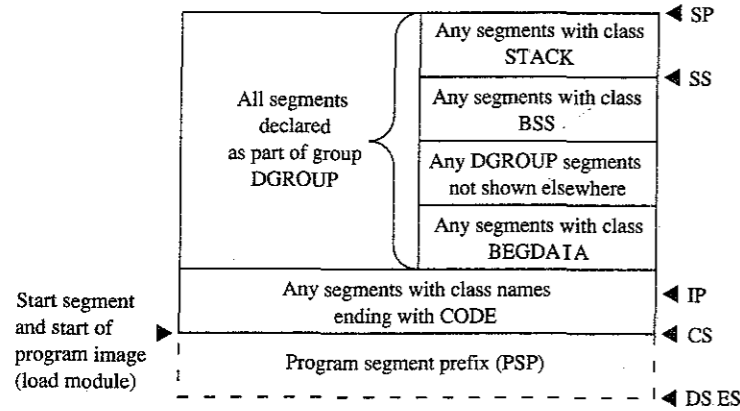 SP
Any segments with class
STACK
SS
All segments
declared
as part of group
DGROUP
Any segments with class
BSS
Any DGROUP segments
not shown elsewhere
Any segments with class
BEGDATA
Start segment
and start of
program image
(load module)
Any segments with class names
ending with CODE
IP
CS
Program segment prefix (PSP)
DS ES